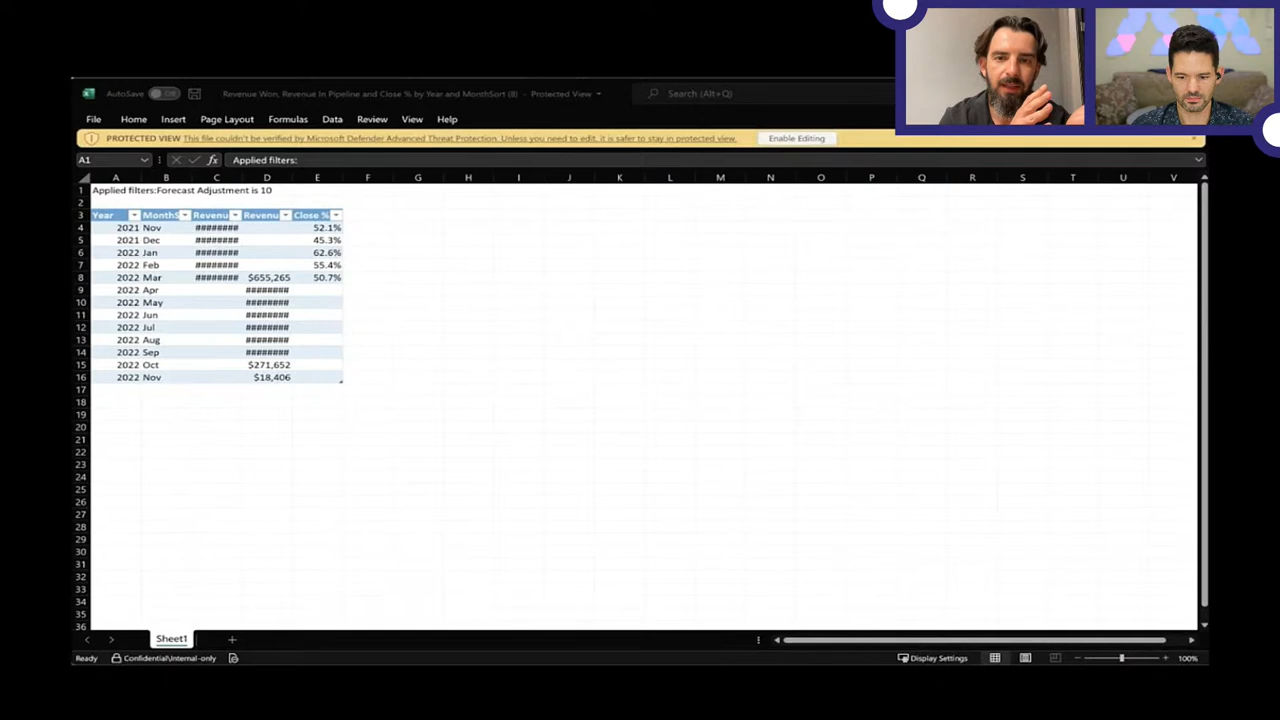 AutoSave Off Revenue Won, Revenue In Pipeline and Close % by Year and MonthSort (8) - Protected View Search (Alt+Q)
File Home Insert Page Layout Formulas Data Review View Help
PROTECTED VIEW This file couldn't be verified by Microsoft Defender Advanced Threat Protection. Unless you need to edit, it is safer to stay in protected view. Enable Editing
A1 fx Applied filters:
A B C D E F G H I J K L M N O P Q R S T U V
1 Applied filters:Forecast Adjustment is 10
2
3 Year MonthS Revenu Revenu Close %
4 2021 Nov ######## 52.1%
5 2021 Dec ######## 45.3%
6 2022 Jan ######## 62.6%
7 2022 Feb ######## 55.4%
8 2022 Mar ######## $655,265 50.7%
9 2022 Apr ########
10 2022 May ########
11 2022 Jun ########
12 2022 Jul ########
13 2022 Aug ########
14 2022 Sep ########
15 2022 Oct $271,652
16 2022 Nov $18,406
17
18
19
20
21
22
23
24
25
26
27
28
29
30
31
32
33
34
35
36
Sheet1
Ready Confidential\Internal-only Display Settings 100%